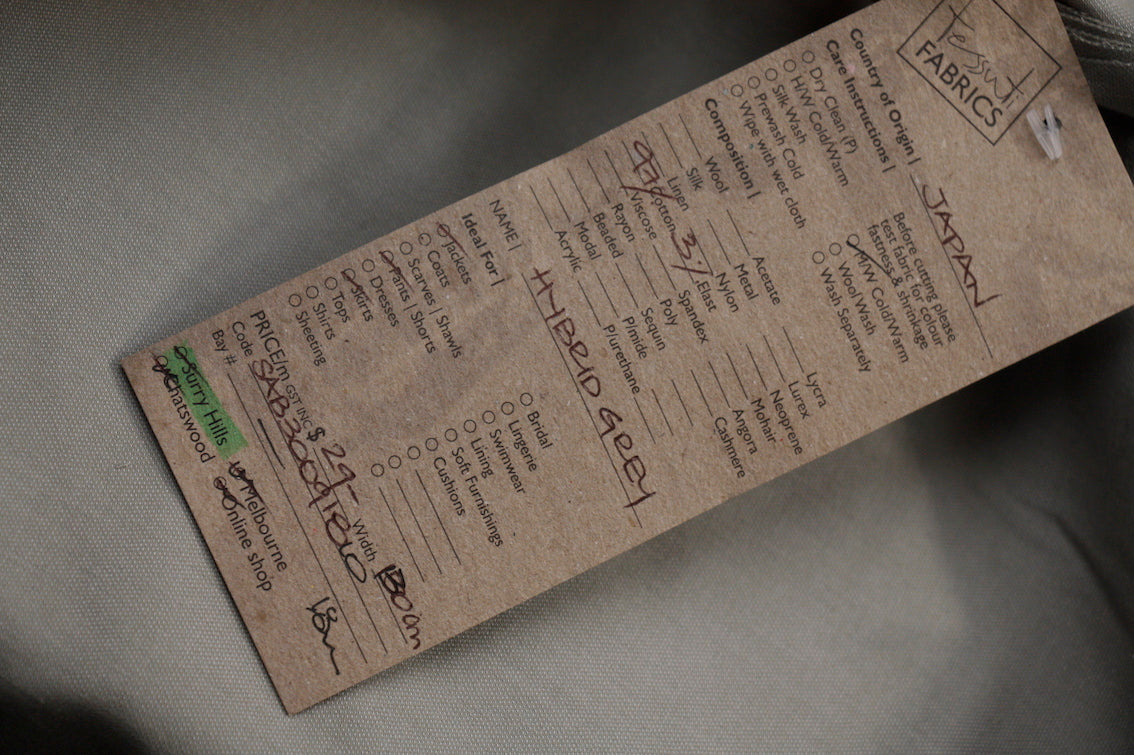 tessuti
FABRICS
Country of Origin | JAPAN
Care Instructions |
Before cutting please
test fabric for colour
fastness & shrinkage
Dry Clean (P)
H/W Cold/Warm
Silk Wash
Prewash Cold
Wipe with wet cloth
M/W Cold/Warm
Wool Wash
Wash Separately
Composition |
Wool
Silk
Linen
97% Cotton
Viscose
Rayon
Beaded
Modal
Acrylic
Acetate
Metal
Nylon
3% Elast
Spandex
Poly
Sequin
P/mide
P/urethane
Lycra
Lurex
Neoprene
Mohair
Angora
Cashmere
NAME | HYBRID GREY
Ideal For |
Jackets
Coats
Scarves | Shawls
Pants | Shorts
Dresses
Skirts
Tops
Shirts
Sheeting
Bridal
Lingerie
Swimwear
Lining
Soft Furnishings
Cushions
PRICE/m GST INC $ 29- Width 130cm
Code
Bay #
Surry Hills
Chatswood
Melbourne
Online shop